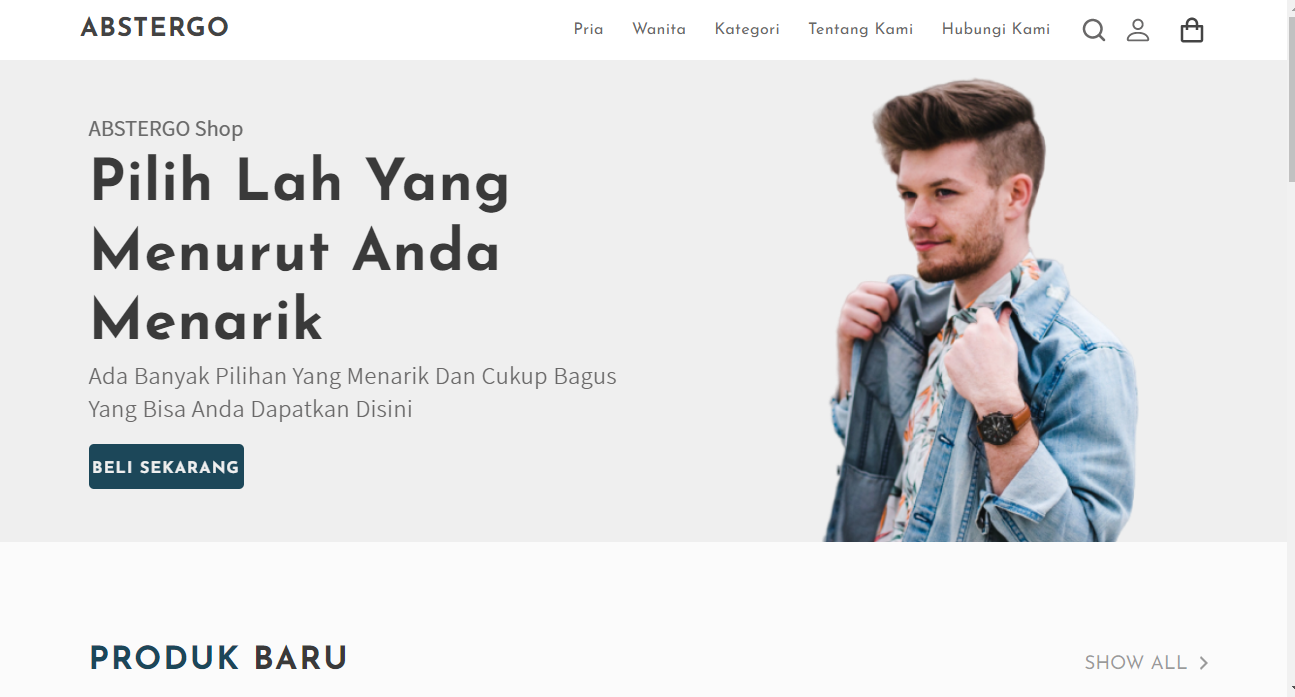 ABSTERGO
Pria
Wanita
Kategori
Tentang Kami
Hubungi Kami
ABSTERGO Shop
Pilih Lah Yang
Menurut Anda
Menarik
Ada Banyak Pilihan Yang Menarik Dan Cukup Bagus
Yang Bisa Anda Dapatkan Disini
BELI SEKARANG
PRODUK BARU
SHOW ALL